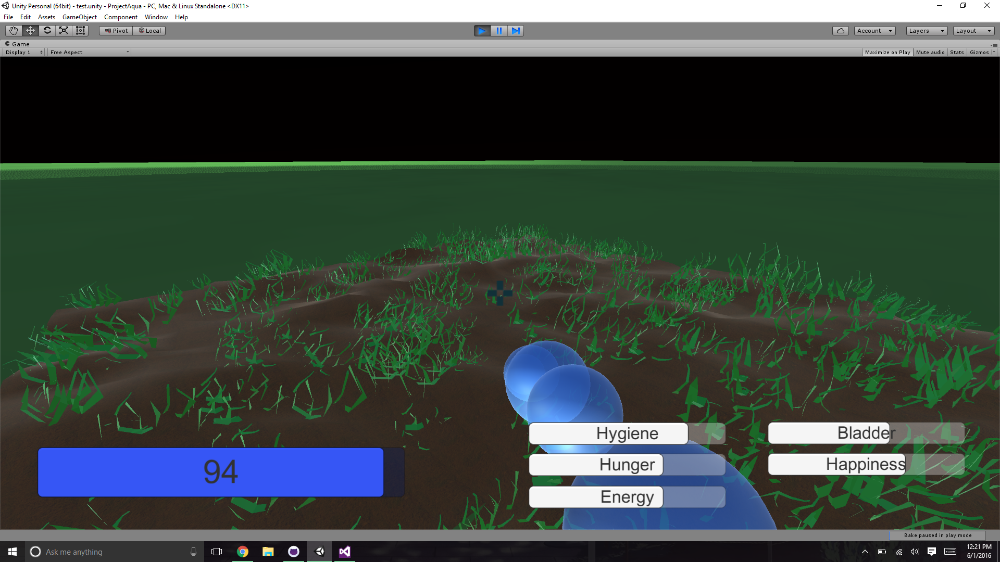 Unity Personal (64bit) - test.unity - ProjectAqua - PC, Mac & Linux Standalone <DX11>
File Edit Assets GameObject Component Window Help
Pivot Local Account Layers Layout
Game
Display 1 Free Aspect Maximize on Play Mute audio Stats Gizmos
Hygiene Bladder
Hunger Happiness
94
Energy
Bake paused in play mode
Ask me anything
12:21 PM
6/1/2016